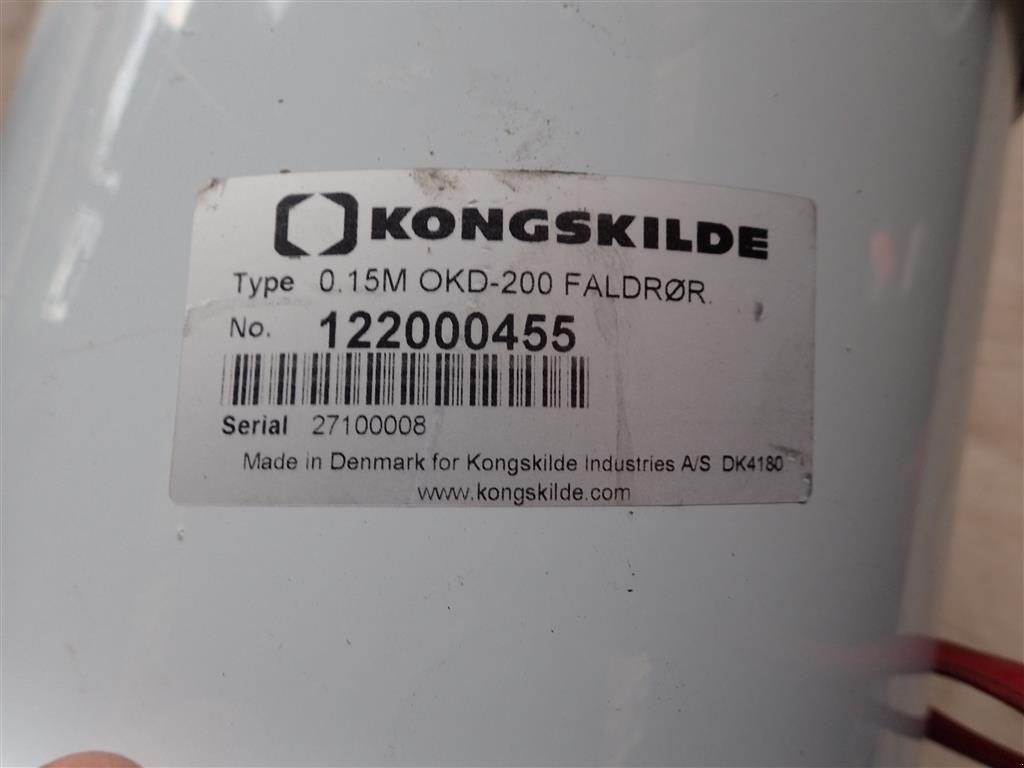 KONGSKILDE
Type 0.15M OKD-200 FALDRØR.
No. 122000455
Serial 27100008
Made in Denmark for Kongskilde Industries A/S DK4180
www.kongskilde.com